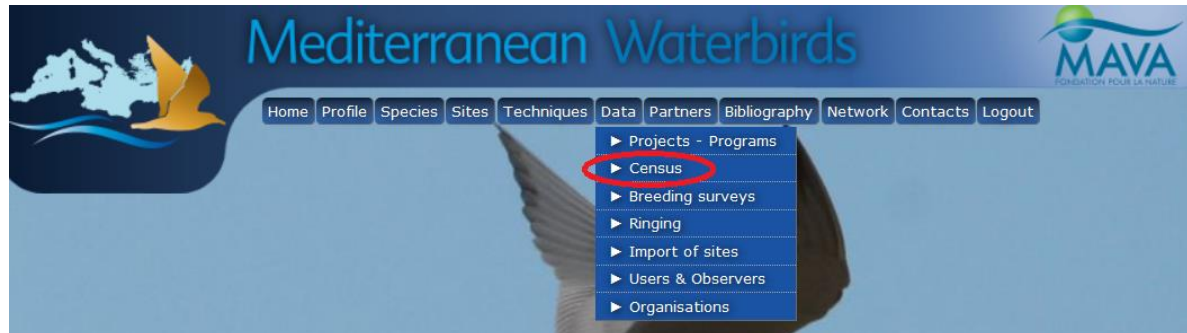 Mediterranean Waterbirds
MAVA
FONDATION POUR LA NATURE
Home Profile Species Sites Techniques Data Partners Bibliography Network Contacts Logout
► Projects - Programs
► Census
► Breeding surveys
► Ringing
► Import of sites
► Users & Observers
► Organisations